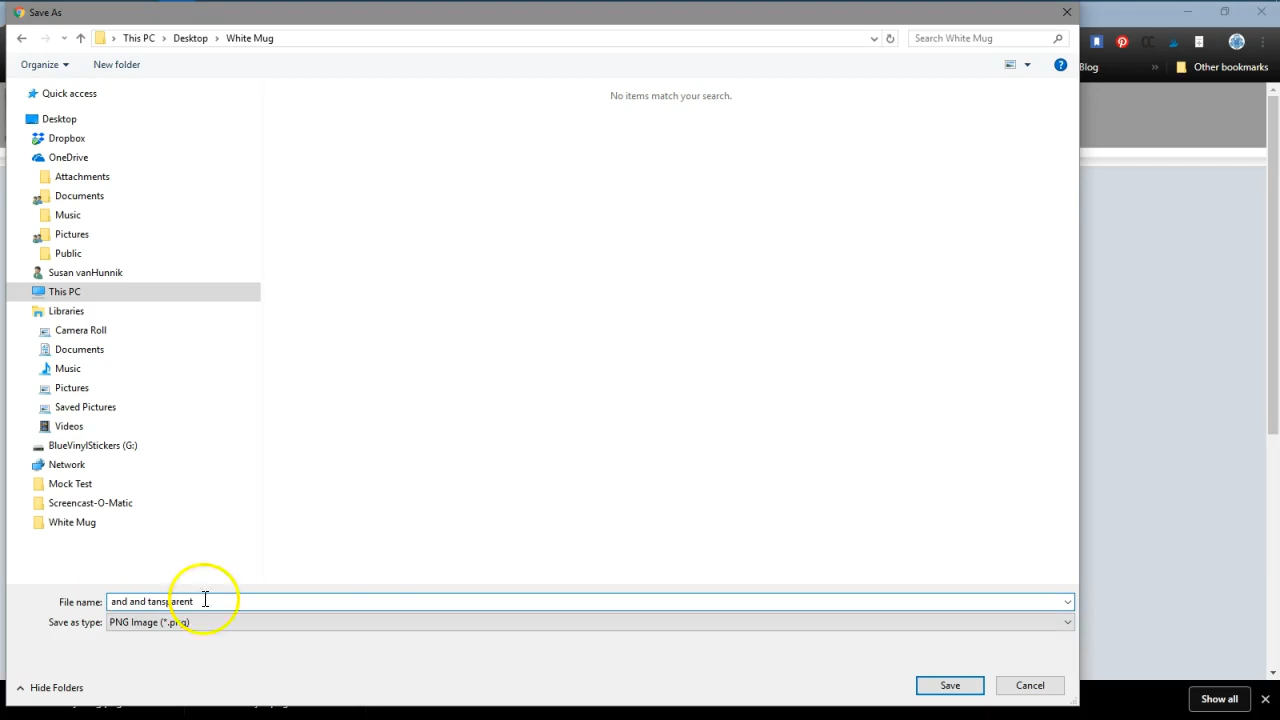 Save As
This PC
Desktop
White Mug
Search White Mug
Blog
»
Other bookmarks
Organize
New folder
Quick access
No items match your search.
Desktop
Dropbox
OneDrive
Attachments
Documents
Music
Pictures
Public
Susan vanHunnik
This PC
Libraries
Camera Roll
Documents
Music
Pictures
Saved Pictures
Videos
BlueVinylStickers (G:)
Network
Mock Test
Screencast-O-Matic
White Mug
File name: and and tansparent
Save as type: PNG Image (*.png)
Hide Folders
Save
Cancel
Show all